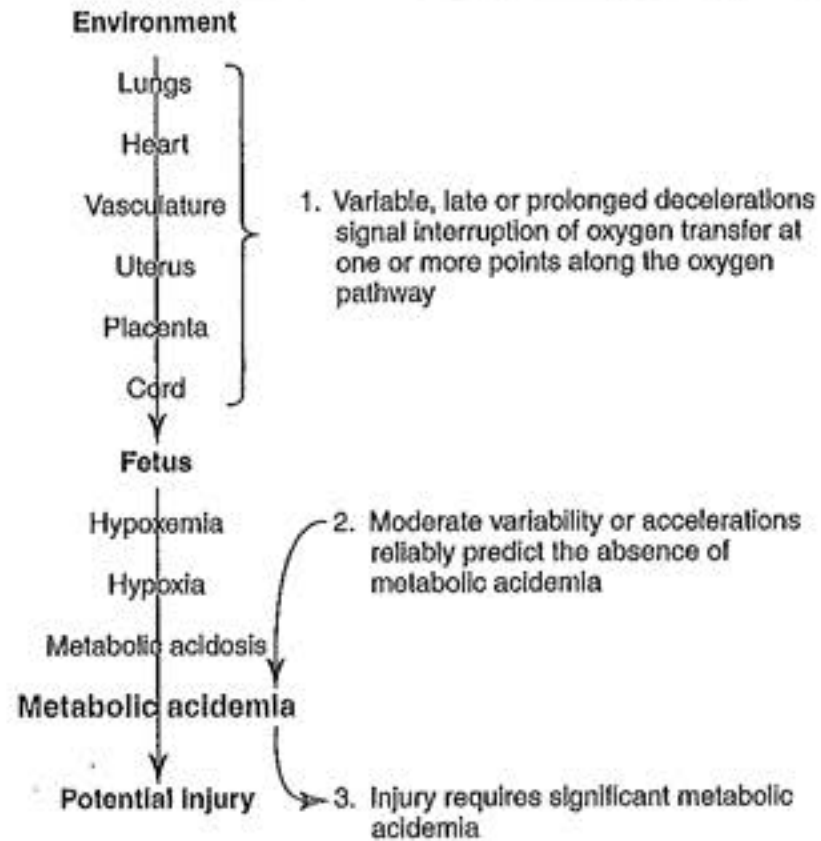 Environment
Lungs
Heart
Vasculature
Uterus
Placenta
Cord
1. Variable, late or prolonged decelerations
signal interruption of oxygen transfer at
one or more points along the oxygen
pathway
Fetus
Hypoxemia
Hypoxia
Metabolic acidosis
Metabolic acidemia
Potential injury
2. Moderate variability or accelerations
reliably predict the absence of
metabolic acidemia
3. Injury requires significant metabolic
acidemia